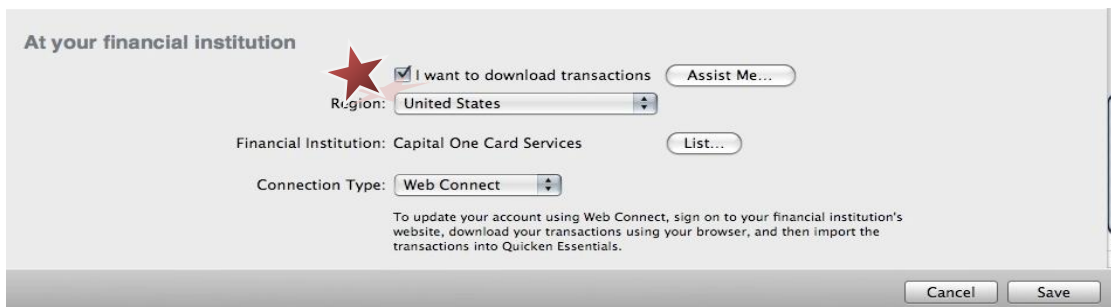 At your financial institution
I want to download transactions Assist Me...
Region: United States
Financial Institution: Capital One Card Services List...
Connection Type: Web Connect
To update your account using Web Connect, sign on to your financial institution's
website, download your transactions using your browser, and then import the
transactions into Quicken Essentials.
Cancel Save